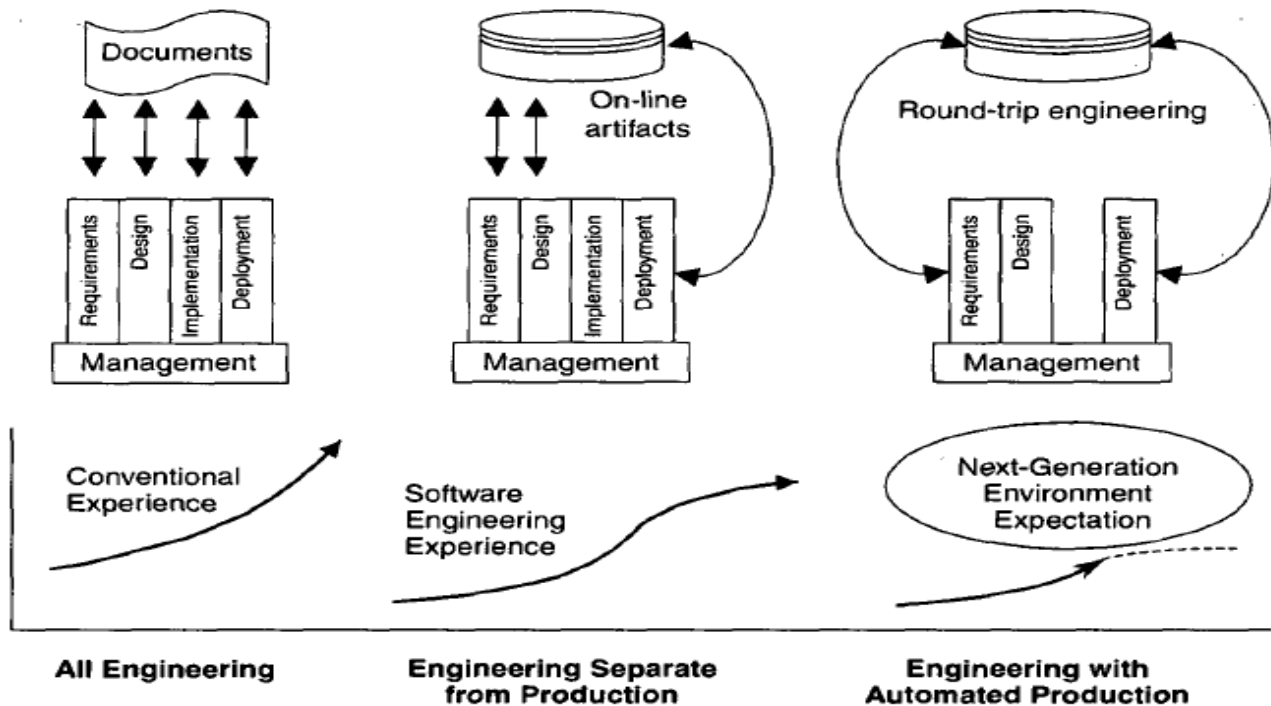 Documents
On-line
artifacts
Round-trip engineering
Requirements
Design
Implementation
Deployment
Management
Requirements
Design
Implementation
Deployment
Management
Requirements
Design
Deployment
Management
Conventional
Experience
Software
Engineering
Experience
Next-Generation
Environment
Expectation
All Engineering
Engineering Separate
from Production
Engineering with
Automated Production